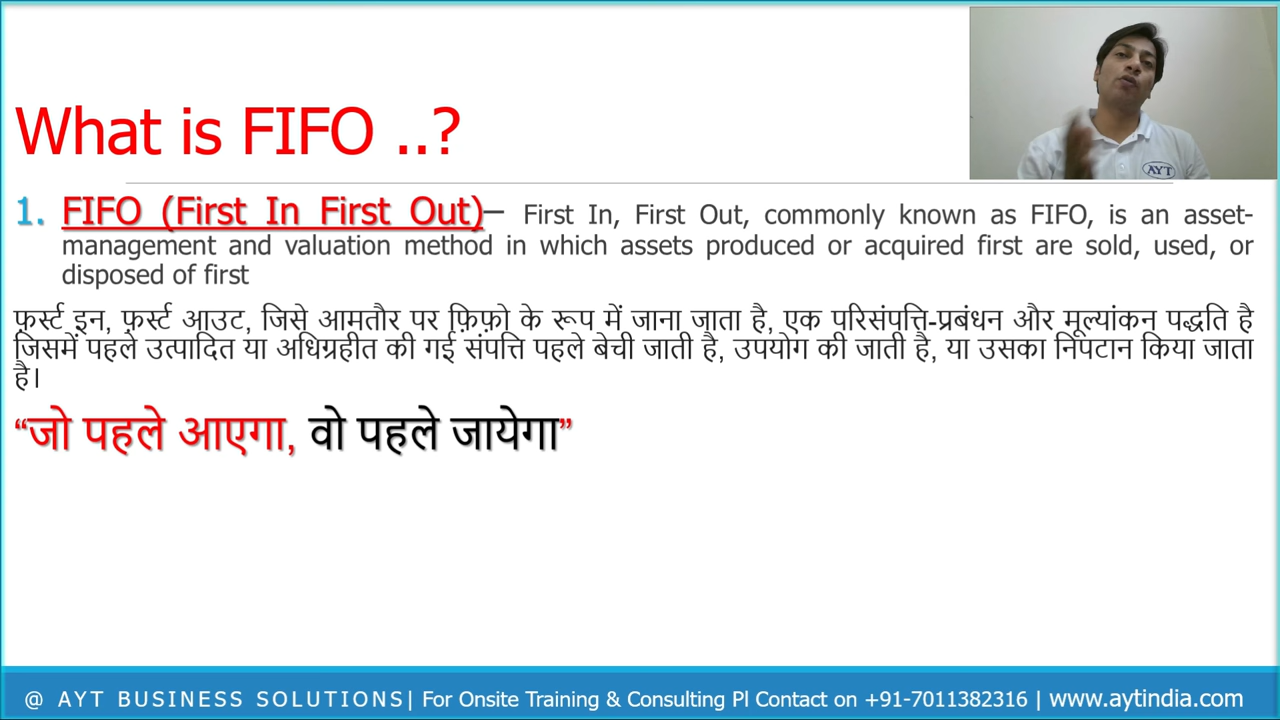 AYT
What is FIFO ..?
1. FIFO (First In First Out)– First In, First Out, commonly known as FIFO, is an asset-
management and valuation method in which assets produced or acquired first are sold, used, or
disposed of first
फ़र्स्ट इन, फ़र्स्ट आउट, जिसे आमतौर पर फ़िफ़ो के रूप में जाना जाता है, एक परिसंपत्ति-प्रबंधन और मूल्यांकन पद्धति है
जिसमें पहले उत्पादित या अधिग्रहीत की गई संपत्ति पहले बेची जाती है, उपयोग की जाती है, या उसका निपटान किया जाता
है।
“जो पहले आएगा, वो पहले जायेगा”
@ AYT BUSINESS SOLUTIONS| For Onsite Training & Consulting Pl Contact on +91-7011382316 | www.aytindia.com